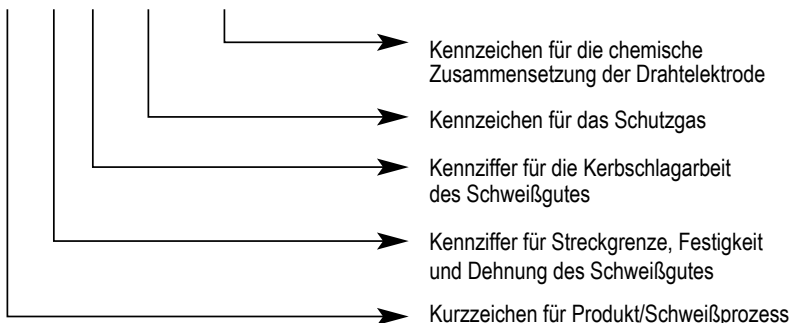 Kennzeichen für die chemische
Zusammensetzung der Drahtelektrode
Kennzeichen für das Schutzgas
Kennziffer für die Kerbschlagarbeit
des Schweißgutes
Kennziffer für Streckgrenze, Festigkeit
und Dehnung des Schweißgutes
Kurzzeichen für Produkt/Schweißprozess